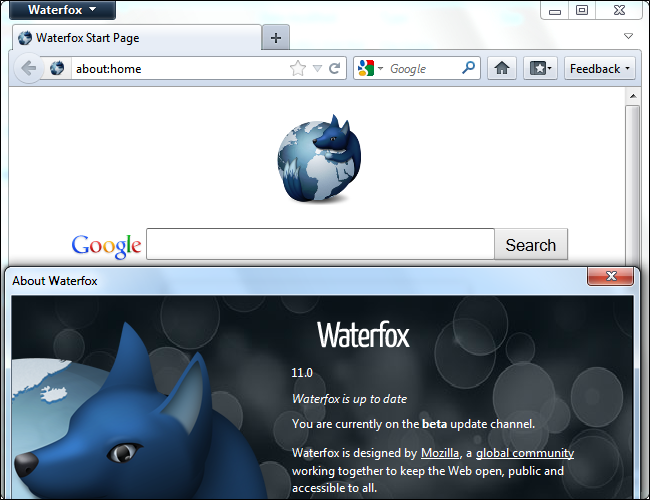 Waterfox
Waterfox Start Page
about:home
Google
Feedback
Google
Search
About Waterfox
Waterfox
11.0
Waterfox is up to date
You are currently on the beta update channel.
Waterfox is designed by Mozilla, a global community
working together to keep the Web open, public and
accessible to all.